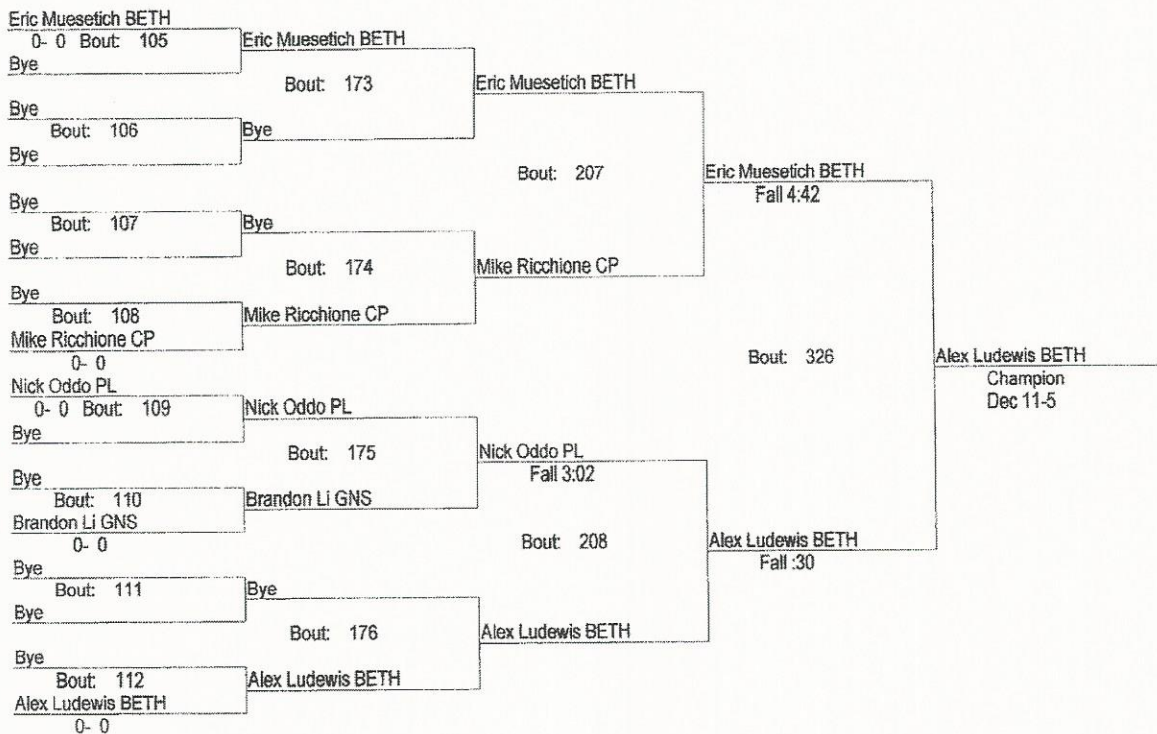 Eric Muesetich BETH
0- 0 Bout: 105
Bye
Bye
Bout: 106
Bye
Bye
Bout: 107
Bye
Bye
Bout: 108
Mike Ricchione CP
0- 0
Nick Oddo PL
0- 0 Bout: 109
Bye
Bye
Bout: 110
Brandon Li GNS
0- 0
Bye
Bout: 111
Bye
Bye
Bout: 112
Alex Ludewis BETH
0- 0
Eric Muesetich BETH
Bout: 173
Bye
Bye
Bout: 174
Mike Ricchione CP
Nick Oddo PL
Bout: 175
Brandon Li GNS
Bye
Bout: 176
Alex Ludewis BETH
Eric Muesetich BETH
Bout: 207
Mike Ricchione CP
Nick Oddo PL
Fall 3:02
Bout: 208
Alex Ludewis BETH
Eric Muesetich BETH
Fall 4:42
Bout: 326
Alex Ludewis BETH
Fall :30
Alex Ludewis BETH
Champion
Dec 11-5